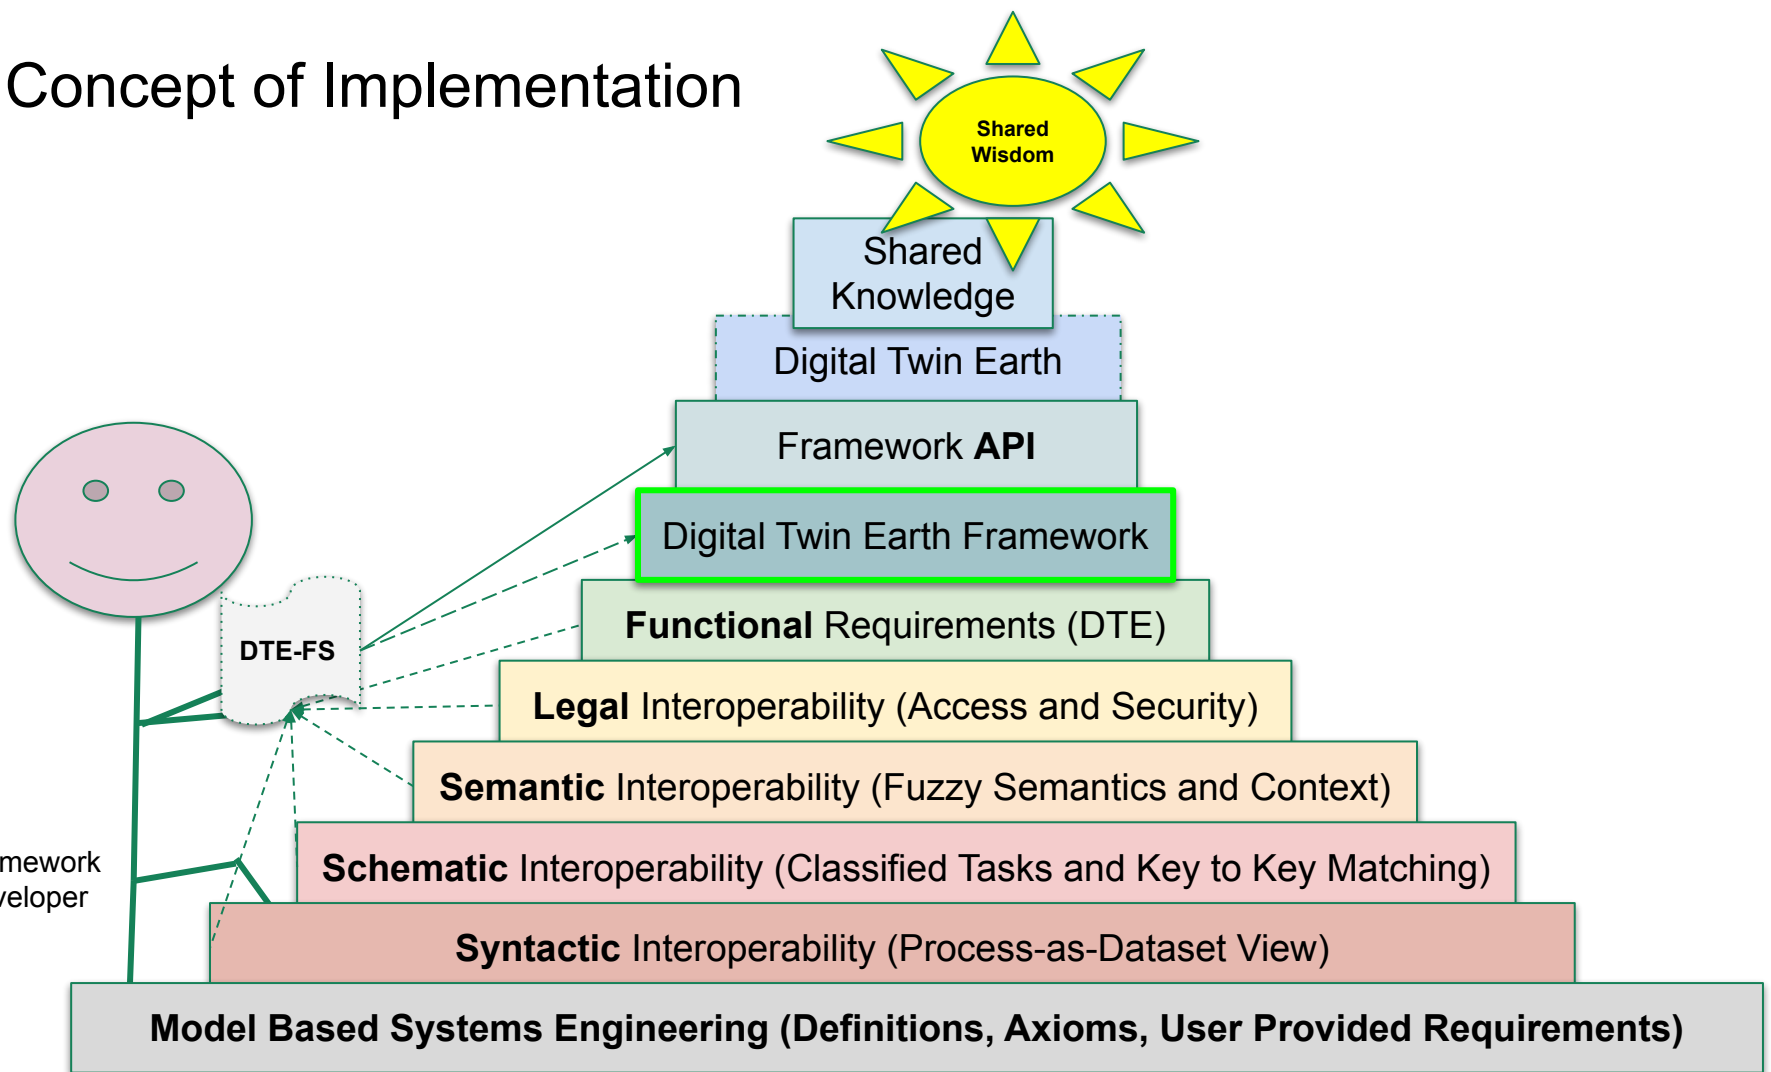 Concept of Implementation
Shared
Wisdom
Shared
Knowledge
Digital Twin Earth
Framework API
Digital Twin Earth Framework
Functional Requirements (DTE)
DTE-FS
Legal Interoperability (Access and Security)
Semantic Interoperability (Fuzzy Semantics and Context)
Schematic Interoperability (Classified Tasks and Key to Key Matching)
mework
veloper
Syntactic Interoperability (Process-as-Dataset View)
Model Based Systems Engineering (Definitions, Axioms, User Provided Requirements)